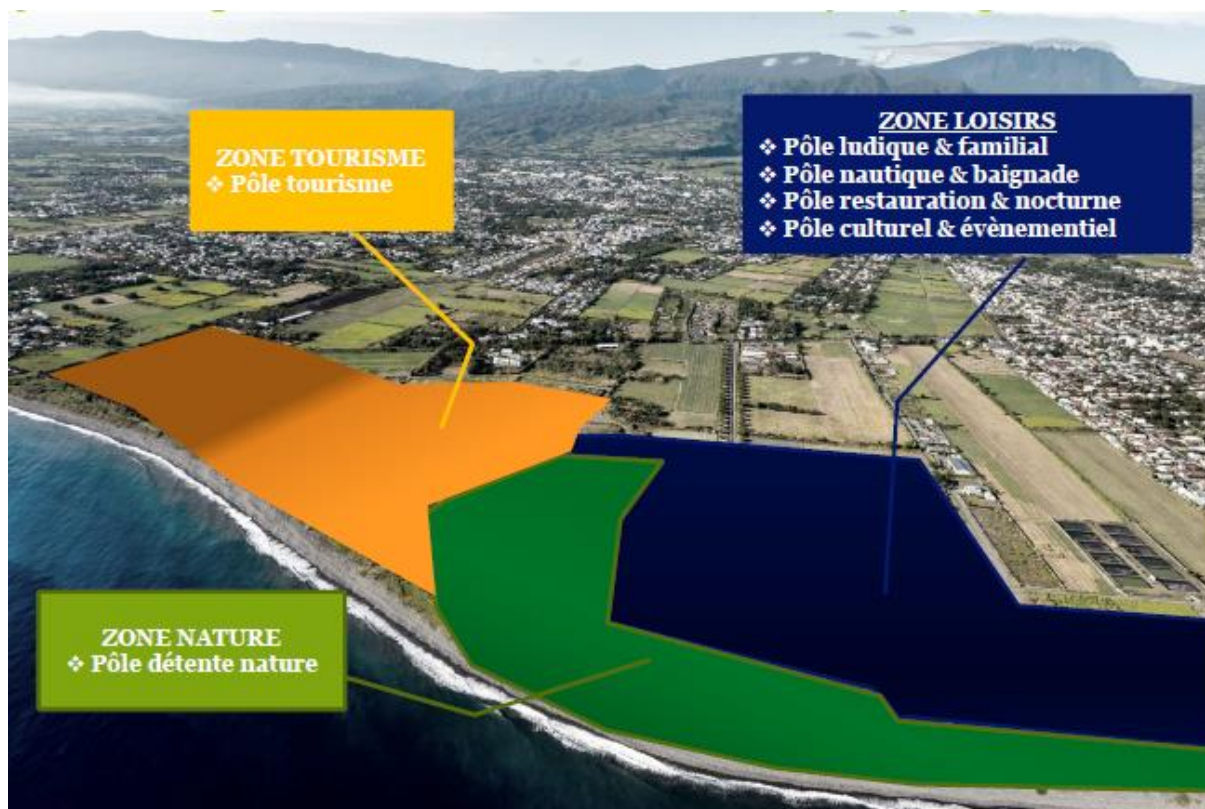 ZONE TOURISME
❖ Pôle tourisme
ZONE LOISIRS
❖ Pôle ludique & familial
❖ Pôle nautique & baignade
❖ Pôle restauration & nocturne
❖ Pôle culturel & évènementiel
ZONE NATURE
❖ Pôle détente nature